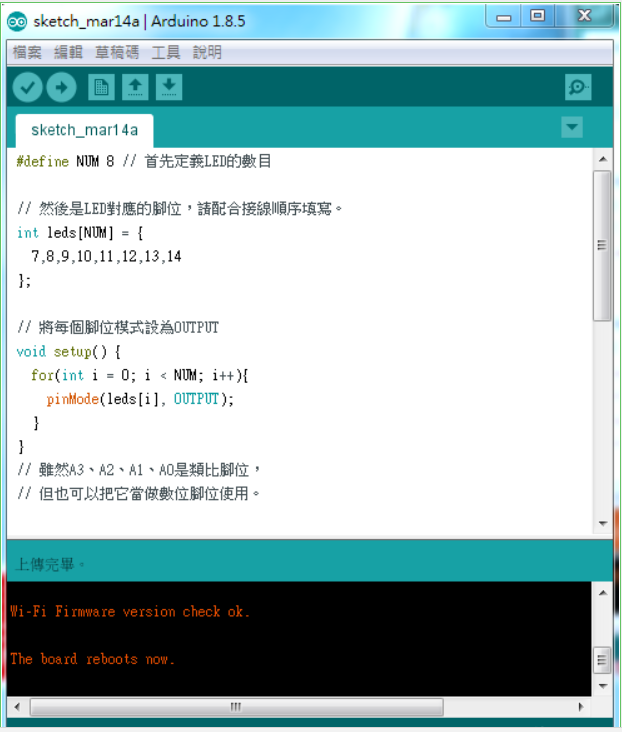 sketch_mar14a | Arduino 1.8.5
檔案 編輯 草稿碼 工具 說明
sketch_mar14a
#define NUM 8 // 首先定義LED的數目
// 然後是LED對應的腳位，請配合接線順序填寫。
int leds[NUM] = {
7,8,9,10,11,12,13,14
};
// 將每個腳位模式設為OUTPUT
void setup() {
for(int i = 0; i < NUM; i++){
pinMode(leds[i], OUTPUT);
}
}
// 雖然A3、A2、A1、A0是類比腳位，
// 但也可以把它當做數位腳位使用。
上傳完畢。
Wi-Fi Firmware version check ok.
The board reboots now.